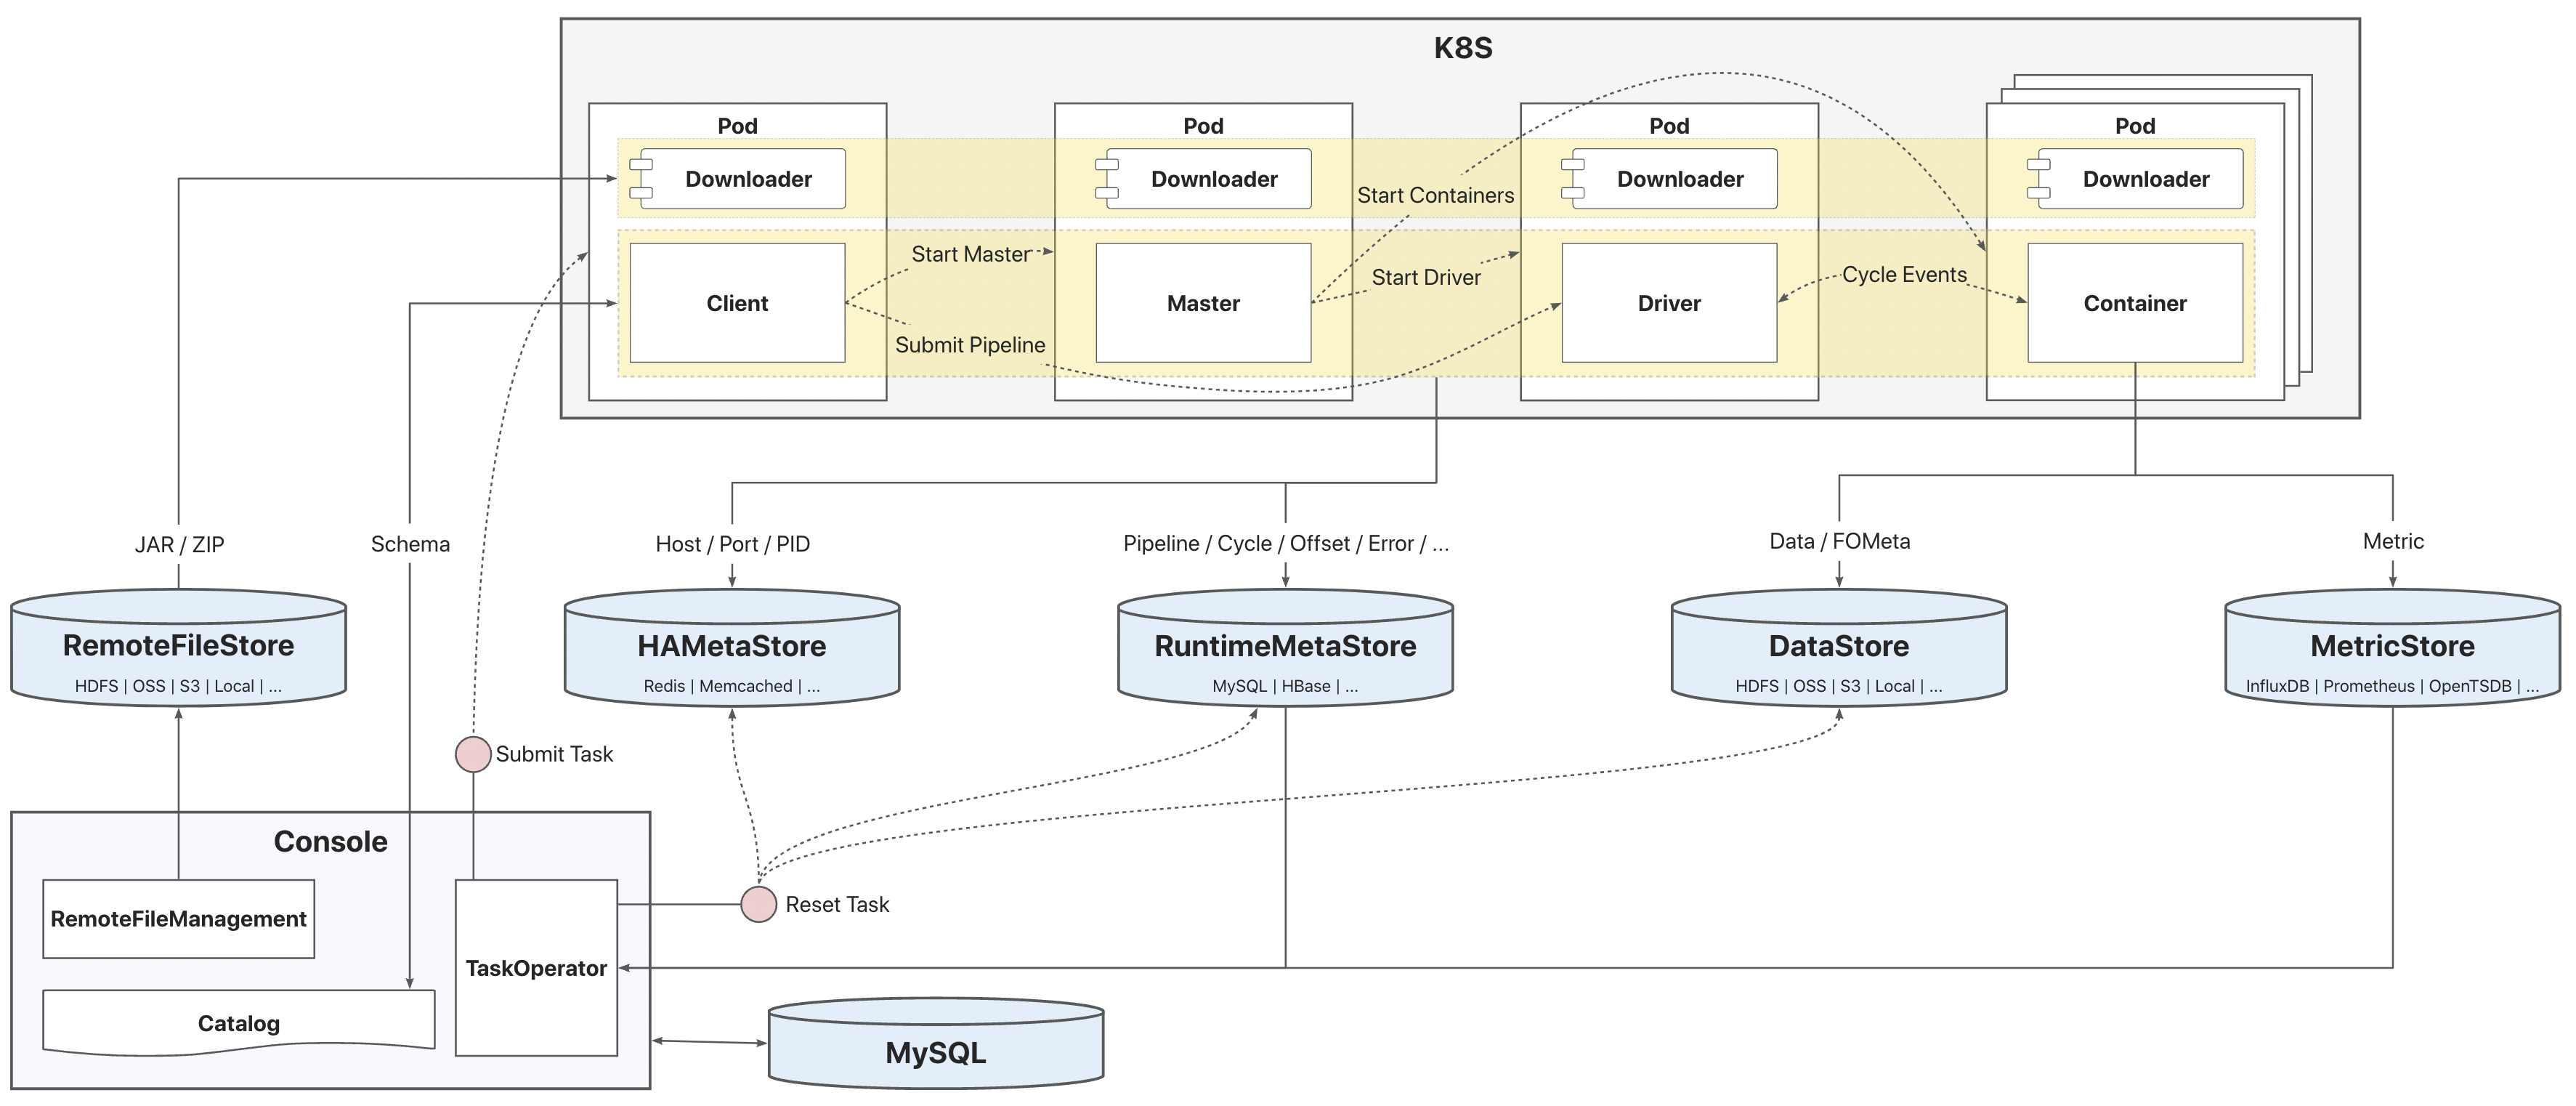 K8S
Pod
Pod
Pod
Pod
Downloader
Downloader
Downloader
Downloader
Start Containers
Start Master
Start Driver
Cycle Events
Client
Master
Driver
Container
Submit Pipeline
JAR / ZIP
Schema
Host / Port / PID
Pipeline / Cycle / Offset / Error / ...
Data / FOMeta
Metric
RemoteFileStore
HDFS | OSS | S3 | Local | ...
HAMetaStore
Redis | Memcached | ...
RuntimeMetaStore
MySQL | HBase | ...
DataStore
HDFS | OSS | S3 | Local | ...
MetricStore
InfluxDB | Prometheus | OpenTSDB | ...
Submit Task
Console
Reset Task
RemoteFileManagement
TaskOperator
Catalog
MySQL